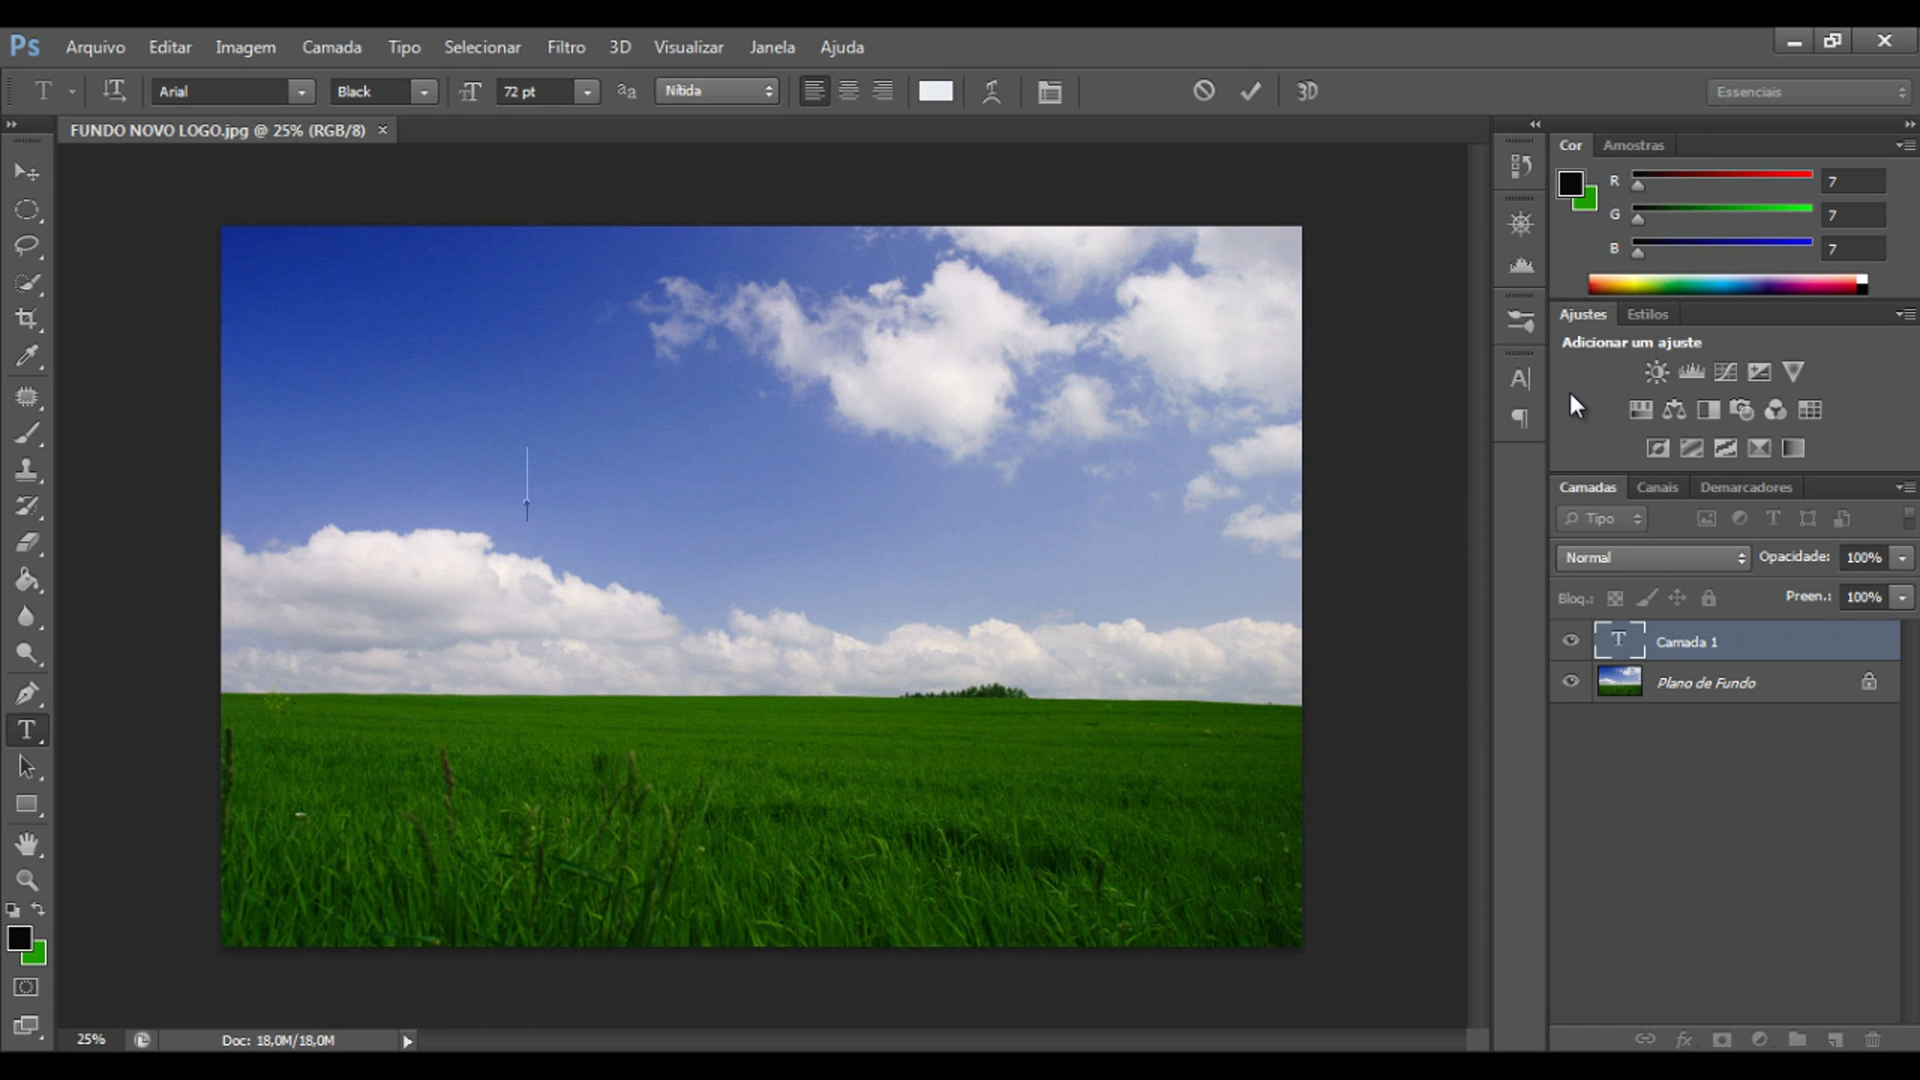 Ps Arquivo Editar Imagem Camada Tipo Selecionar Filtro 3D Visualizar Janela Ajuda
T Arial Black 72 pt aa Nítida 3D Essenciais
FUNDO NOVO LOGO.jpg @ 25% (RGB/8) ×
Cor Amostras
R 7
G 7
B 7
Ajustes Estilos
Adicionar um ajuste
A|
Camadas Canais Demarcadores
Tipo T
Normal Opacidade: 100%
Bloq.: Preen.: 100%
T Camada 1
Plano de Fundo
T
fx
25% Doc: 18,0M/18,0M